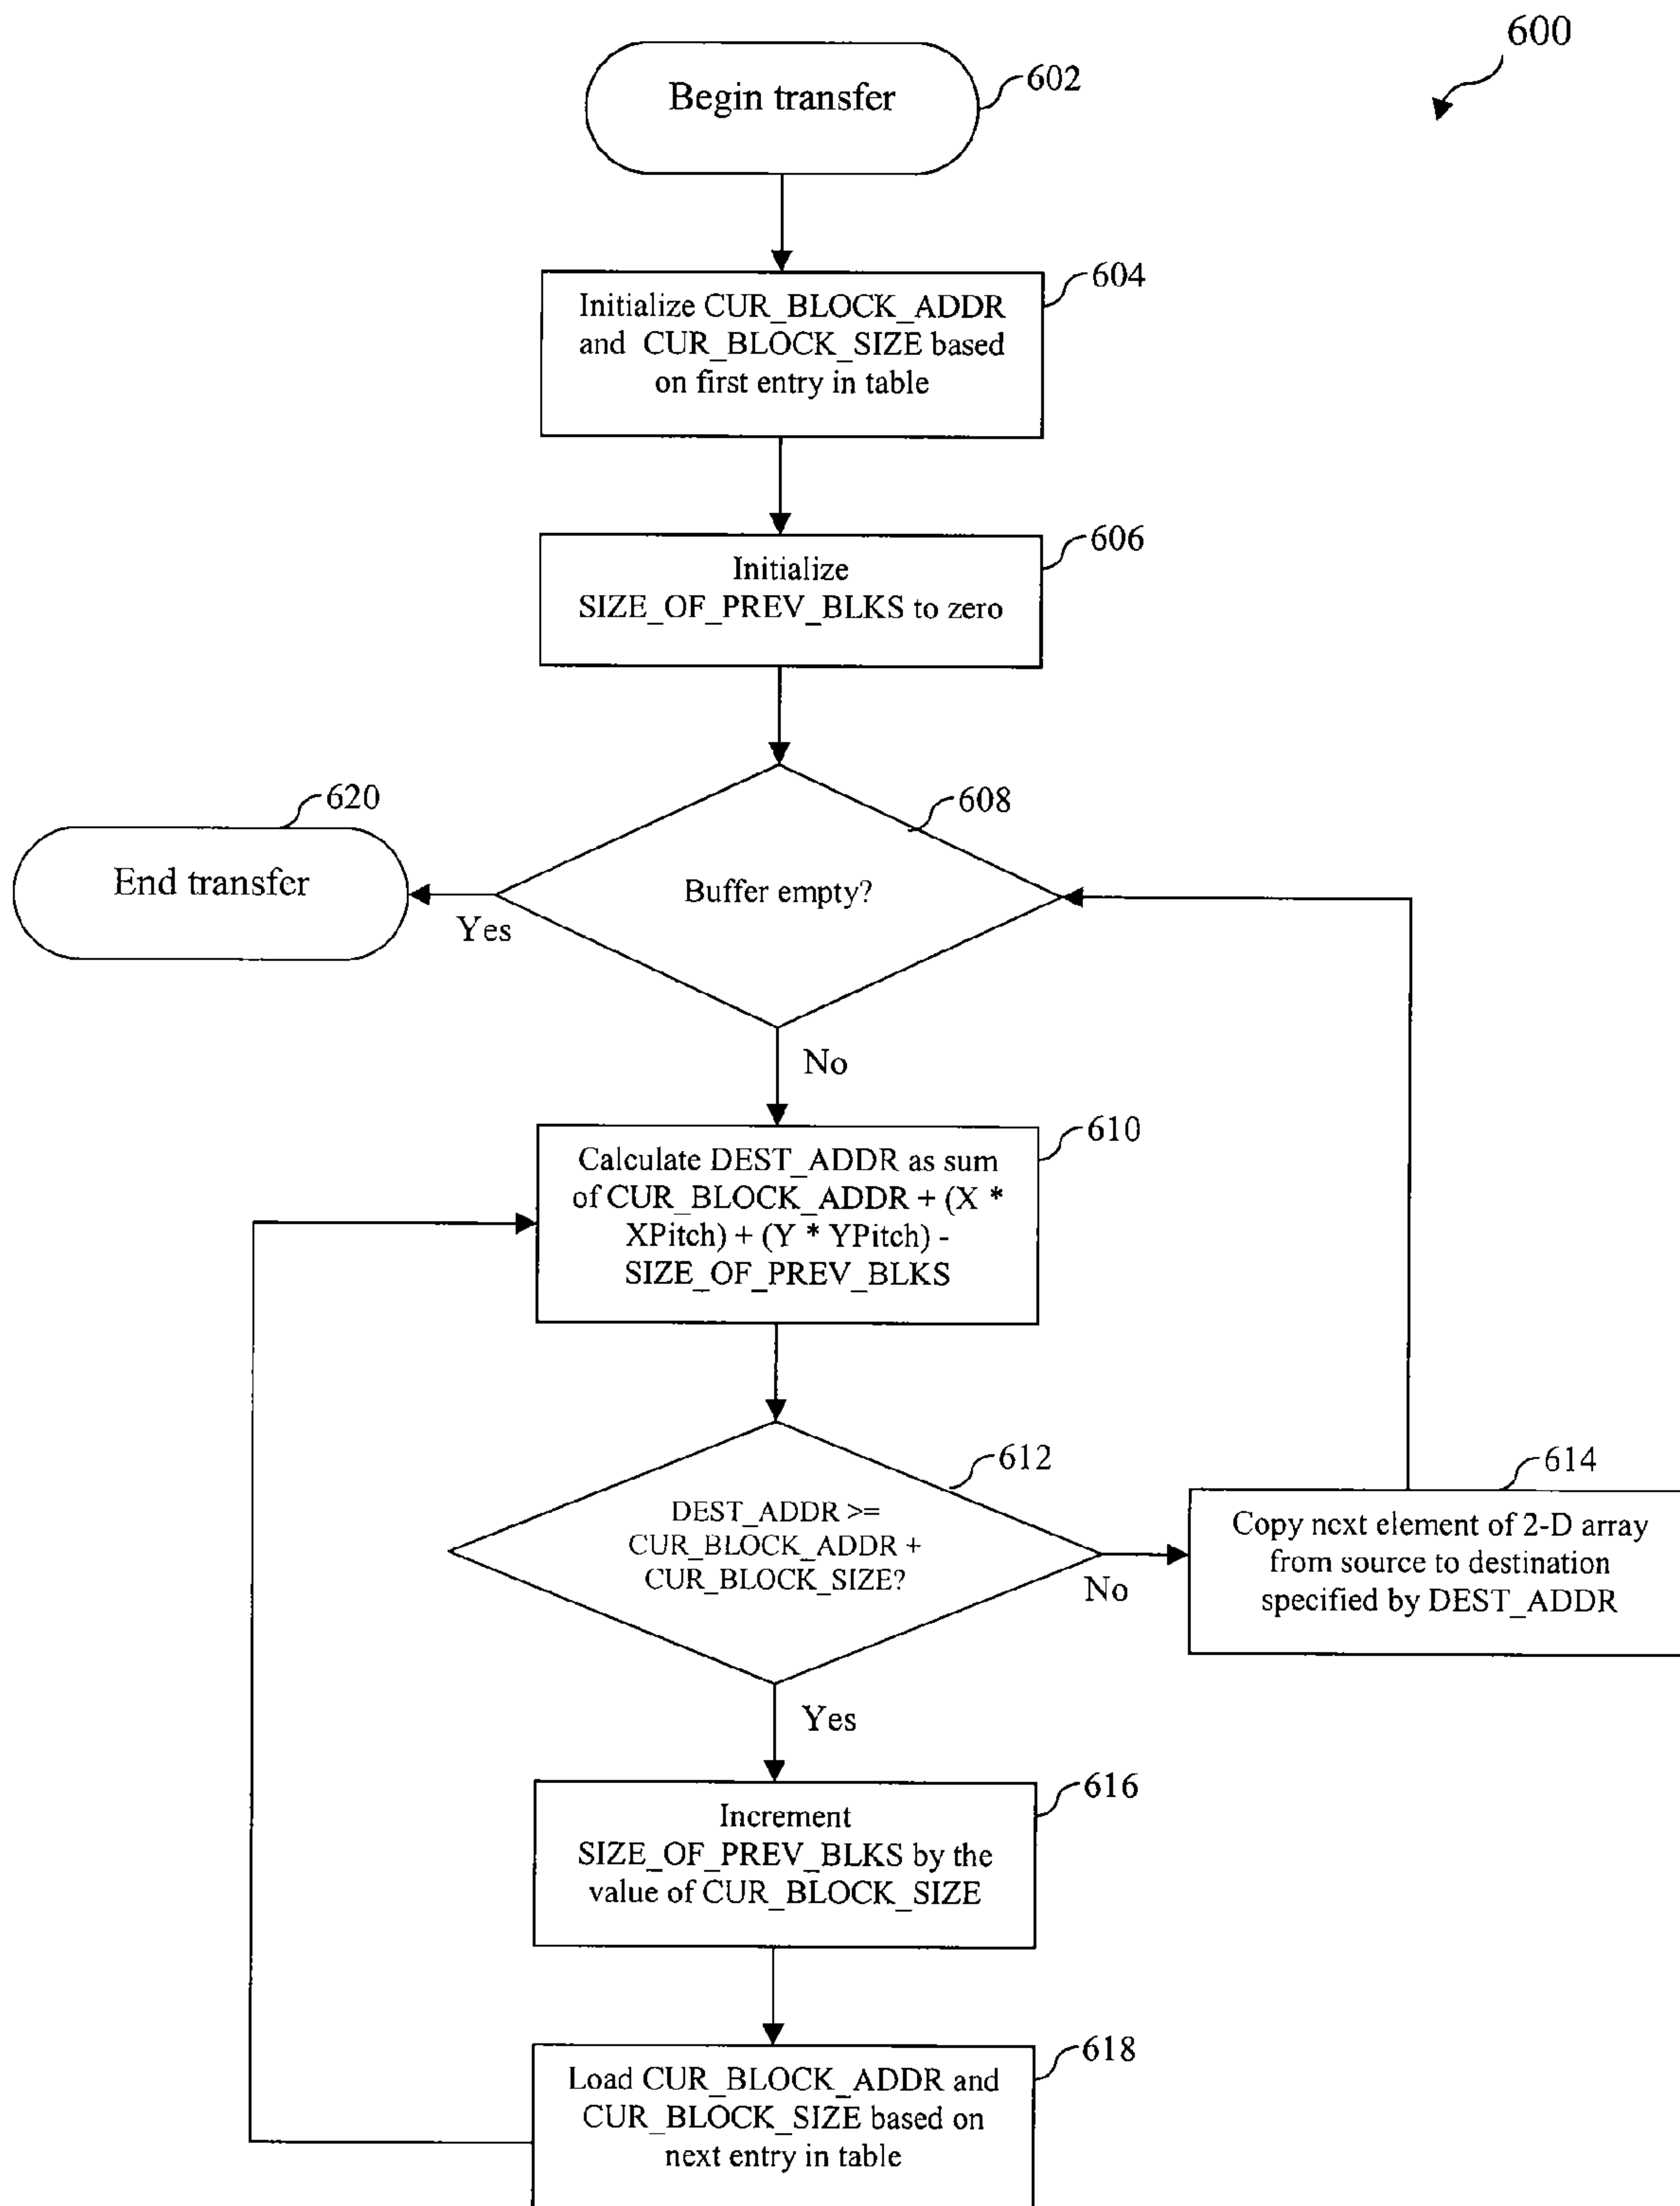 600
Begin transfer
602
604
Initialize CUR_BLOCK_ADDR
and CUR_BLOCK_SIZE based
on first entry in table
606
Initialize
SIZE_OF_PREV_BLKS to zero
620
608
End transfer
Buffer empty?
Yes
No
610
Calculate DEST_ADDR as sum
of CUR_BLOCK_ADDR + (X *
XPitch) + (Y * YPitch) -
SIZE_OF_PREV_BLKS
612
614
DEST_ADDR >=
CUR_BLOCK_ADDR +
CUR_BLOCK_SIZE?
No
Copy next element of 2-D array
from source to destination
specified by DEST_ADDR
Yes
616
Increment
SIZE_OF_PREV_BLKS by the
value of CUR_BLOCK_SIZE
618
Load CUR_BLOCK_ADDR and
CUR_BLOCK_SIZE based on
next entry in table